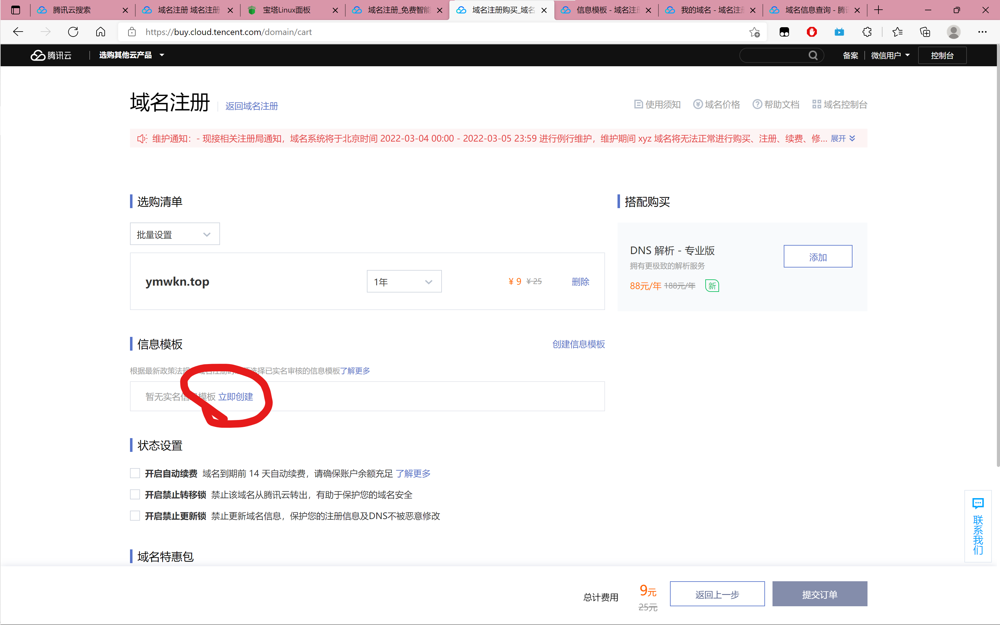 腾讯云搜索
域名注册 域名注册
宝塔Linux面板
域名注册_免费智能
域名注册购买_域名
信息模板 - 域名注册
我的域名 - 域名注册
域名信息查询 - 腾讯
https://buy.cloud.tencent.com/domain/cart
腾讯云
选购其他云产品
备案
微信用户
控制台
域名注册
返回域名注册
使用须知
域名价格
帮助文档
域名控制台
维护通知：- 现接相关注册局通知，域名系统将于北京时间 2022-03-04 00:00 - 2022-03-05 23:59 进行例行维护，维护期间 xyz 域名将无法正常进行购买、注册、续费、修... 展开
选购清单
搭配购买
批量设置
DNS 解析 - 专业版
添加
拥有更极致的解析服务
88元/年 188元/年 新
ymwkn.top
1年
¥ 9 ¥ 25
删除
信息模板
创建信息模板
根据最新政策法规 选择已实名审核的信息模板了解更多
暂无实名信息模板 立即创建
状态设置
开启自动续费 域名到期前 14 天自动续费，请确保账户余额充足 了解更多
开启禁止转移锁 禁止该域名从腾讯云转出，有助于保护您的域名安全
开启禁止更新锁 禁止更新域名信息，保护您的注册信息及DNS不被恶意修改
域名特惠包
联系我们
总计费用
9元
25元
返回上一步
提交订单